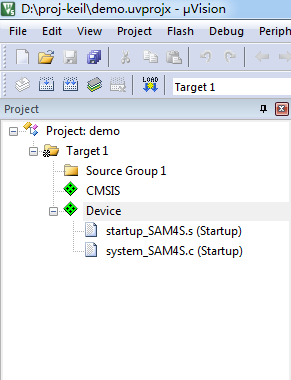 D:\proj-keil\demo.uvprojx - µVision
File Edit View Project Flash Debug Periph
LOAD Target 1
Project
Project: demo
Target 1
Source Group 1
CMSIS
Device
startup_SAM4S.s (Startup)
system_SAM4S.c (Startup)